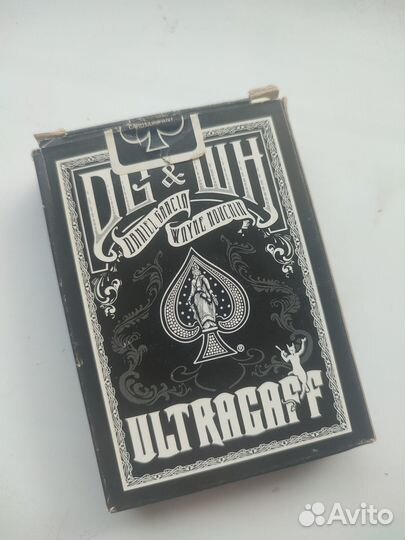 DG & WH
DANIEL GARCIA
WAYNE HOUCHIN
®
ULTRAGAFF
Avito